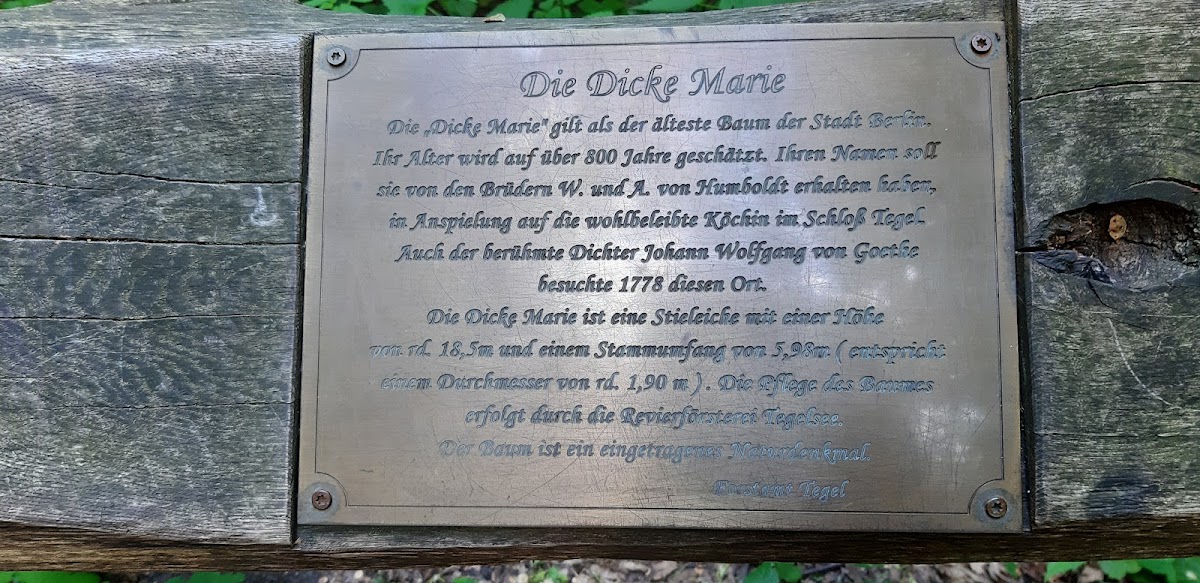 Die Dicke Marie
Die „Dicke Marie" gilt als der älteste Baum der Stadt Berlin.
Ihr Alter wird auf über 800 Jahre geschätzt. Ihren Namen soll
sie von den Brüdern W. und A. von Humboldt erhalten haben,
in Anspielung auf die wohlbeleibte Köchin im Schloß Tegel.
Auch der berühmte Dichter Johann Wolfgang von Goethe
besuchte 1778 diesen Ort.
Die Dicke Marie ist eine Stieleiche mit einer Höhe
von rd. 18,5m und einem Stammumfang von 5,98m ( entspricht
einem Durchmesser von rd. 1,90 m ) . Die Pflege des Baumes
erfolgt durch die Revierförsterei Tegelsee.
Der Baum ist ein eingetragenes Naturdenkmal.
Forstamt Tegel